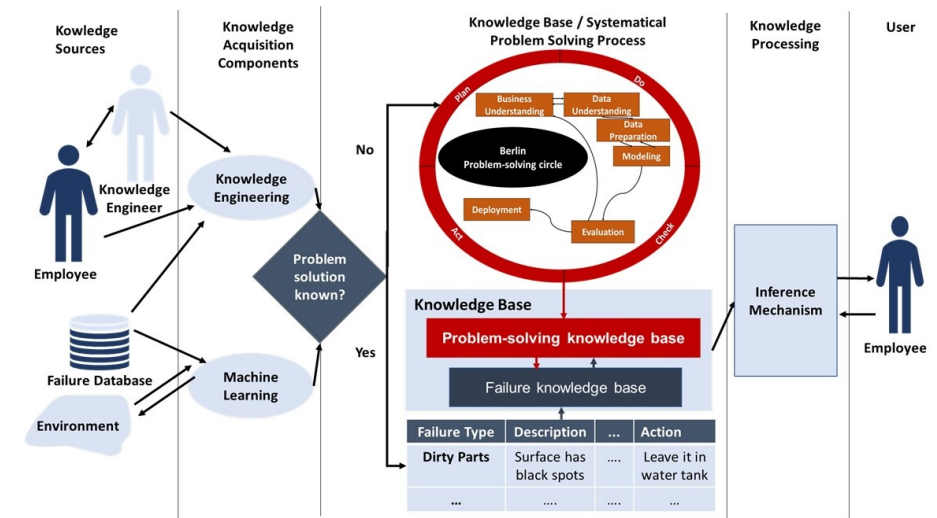 Kowledge
Sources
Knowledge
Acquisition
Components
Knowledge Base / Systematical
Problem Solving Process
Knowledge
Processing
User
Knowledge
Engineer
Employee
Failure Database
Environment
Knowledge
Engineering
Machine
Learning
Problem
solution
known?
No
Yes
Plan
Do
Check
Act
Business
Understanding
Data
Understanding
Data
Preparation
Modeling
Evaluation
Deployment
Berlin
Problem-solving circle
Knowledge Base
Problem-solving knowledge base
Failure knowledge base
Failure Type Description ... Action
Dirty Parts Surface has .... Leave it in
black spots water tank
... .... .... ...
Inference
Mechanism
Employee